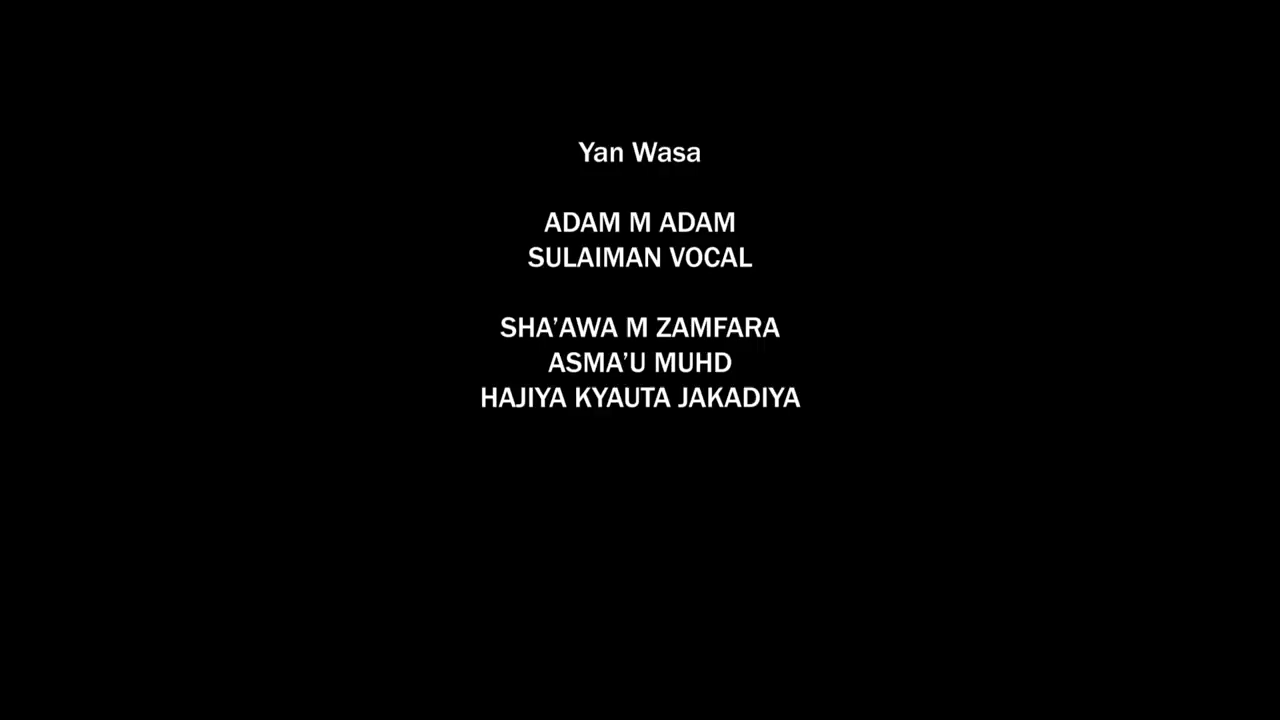 Yan Wasa
ADAM M ADAM
SULAIMAN VOCAL
SHA’AWA M ZAMFARA
ASMA’U MUHD
HAJIYA KYAUTA JAKADIYA